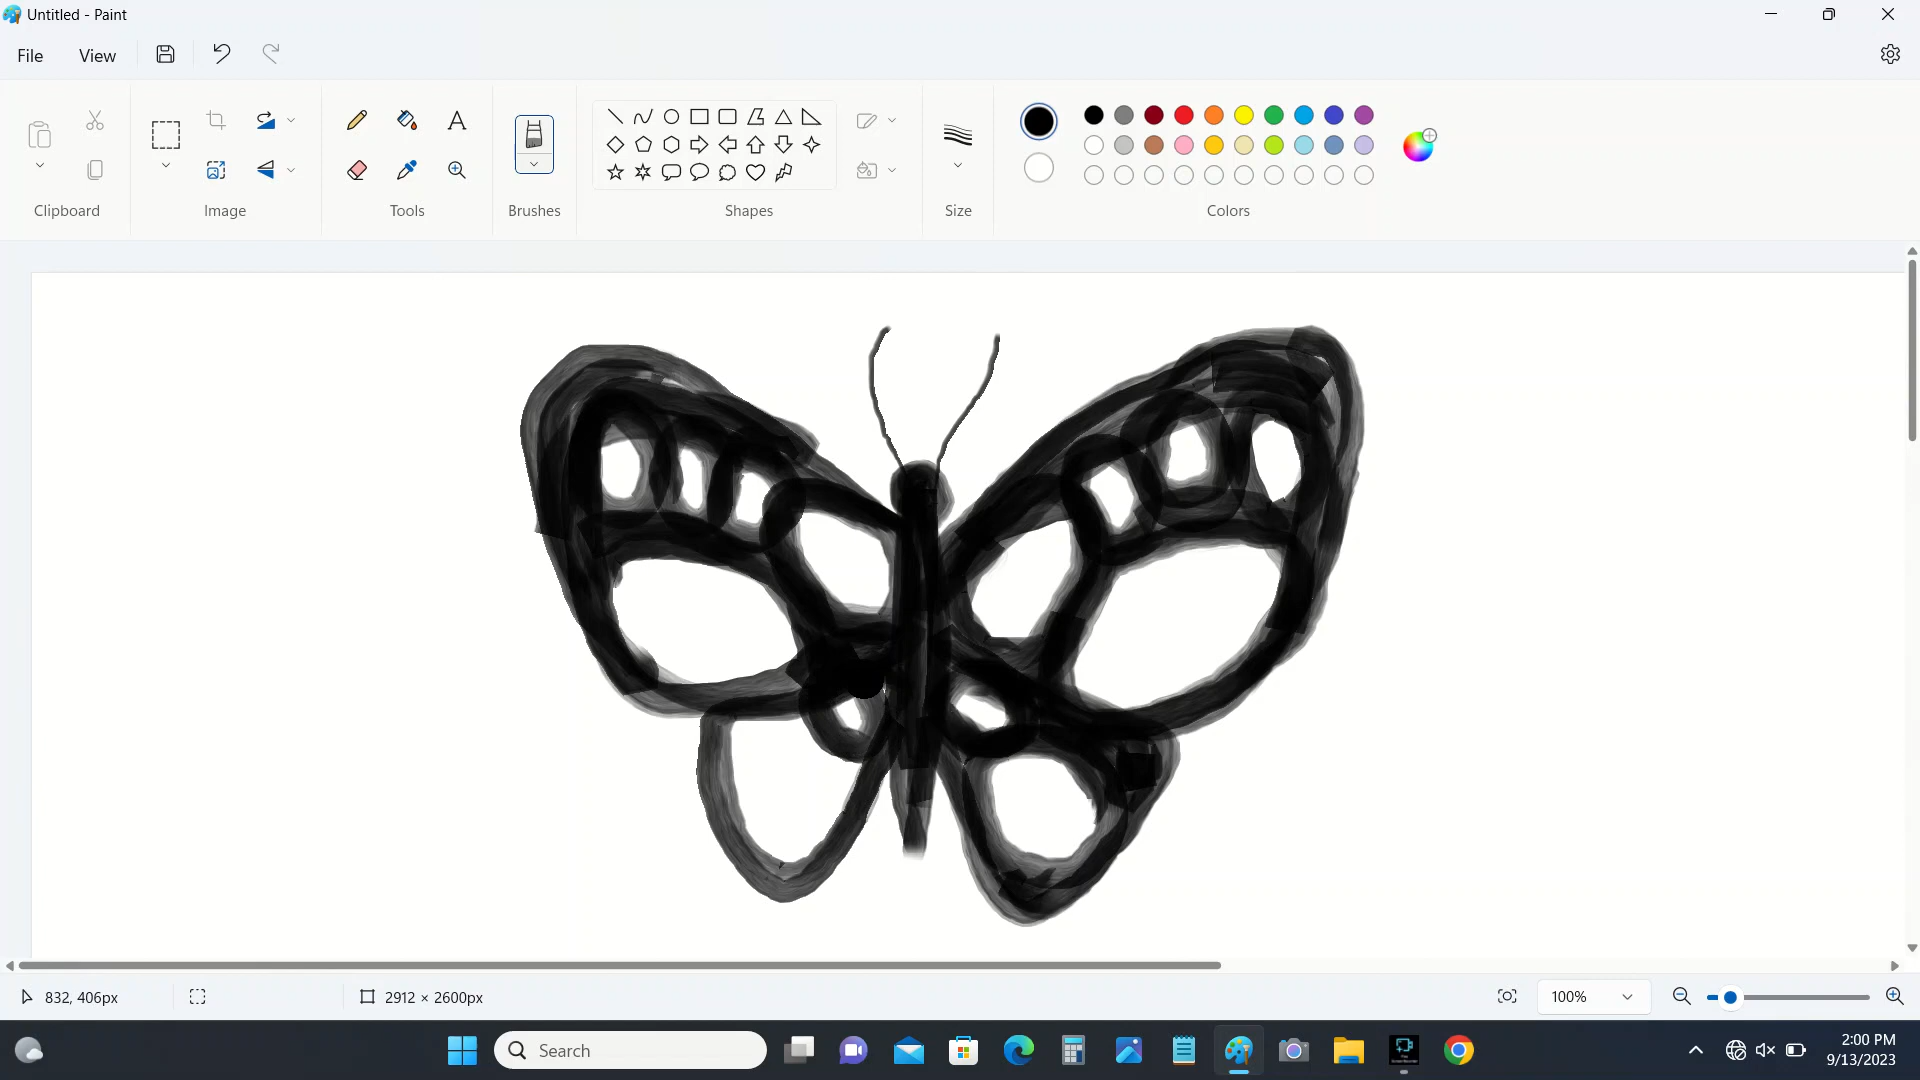 Untitled - Paint
File View
Clipboard Image Tools Brushes Shapes Size Colors
832, 406px 2912 × 2600px 100%
Search
2:00 PM
9/13/2023